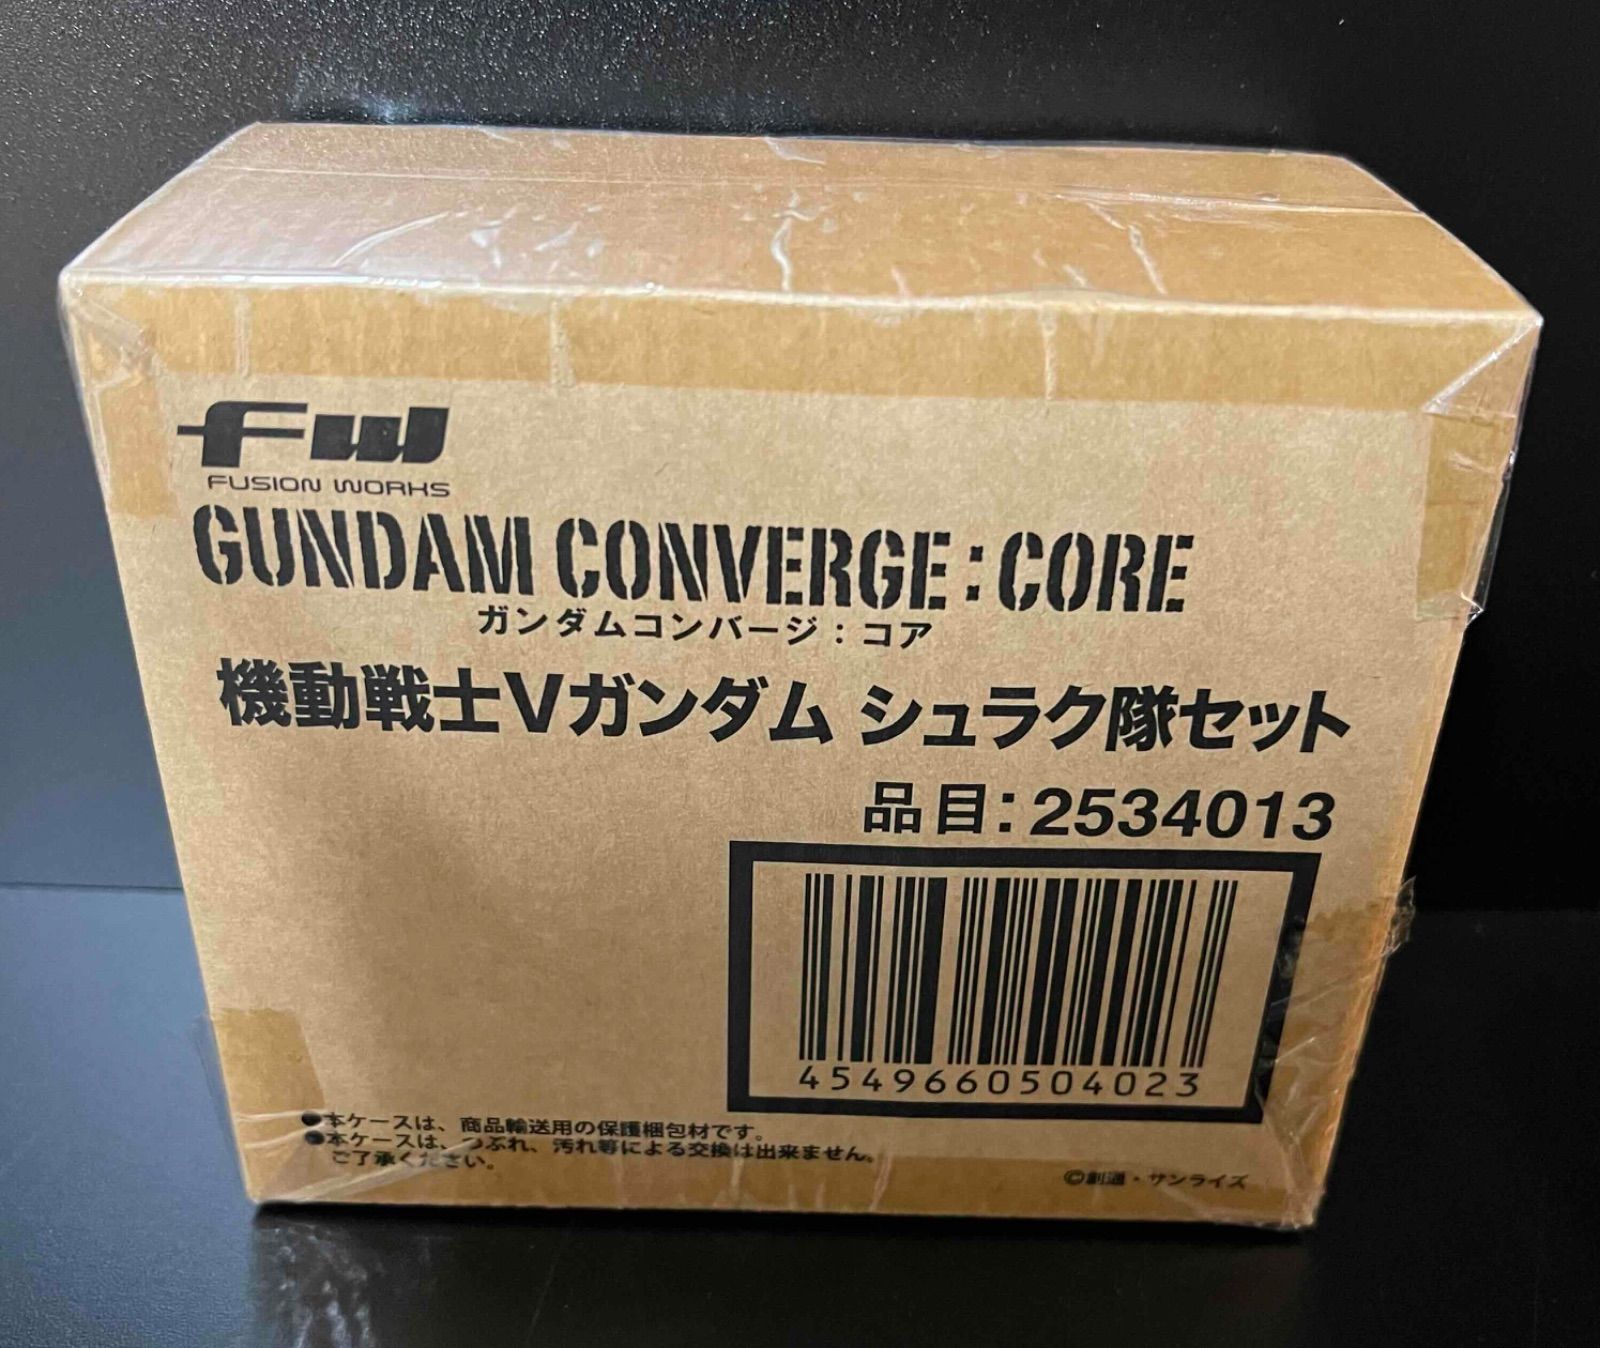 FW
FUSION WORKS
GUNDAM CONVERGE:CORE
ガンダムコンバージ:コア
機動戦士Vガンダム シュラク隊セット
品目:2534013
4549660504023
●本ケースは、商品輸送用の保護梱包材です。
●本ケースは、つぶれ、汚れ等による交換は出来ません。
ご了承ください。
©創通・サンライズ